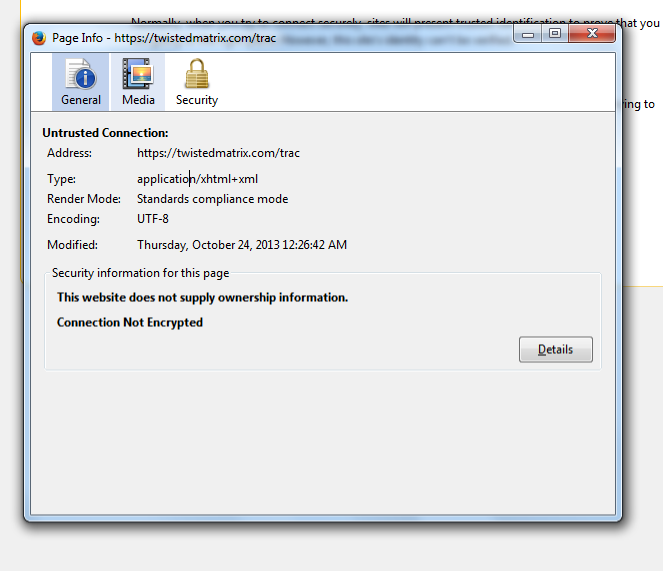 Normally, when you try to connect securely, sites will present trusted identification to prove that you
Page Info - https://twistedmatrix.com/trac
General Media Security
ing to
Untrusted Connection:
Address: https://twistedmatrix.com/trac
Type: application/xhtml+xml
Render Mode: Standards compliance mode
Encoding: UTF-8
Modified: Thursday, October 24, 2013 12:26:42 AM
Security information for this page
This website does not supply ownership information.
Connection Not Encrypted
Details